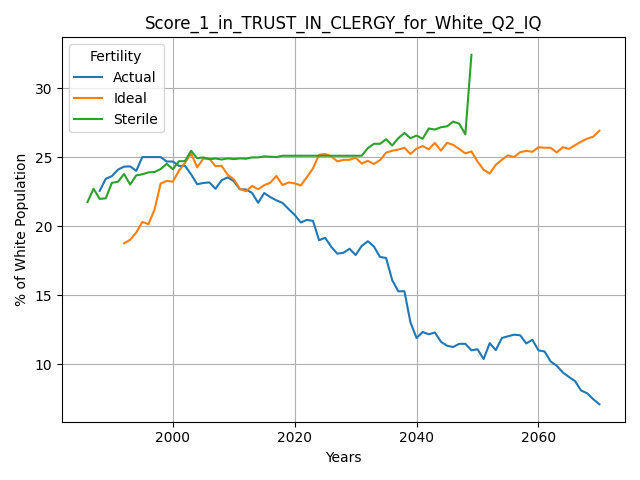 Score_1_in_TRUST_IN_CLERGY_for_White_Q2_IQ
Fertility
Actual
Ideal
Sterile
% of White Population
30
25
20
15
10
2000
2020
2040
2060
Years